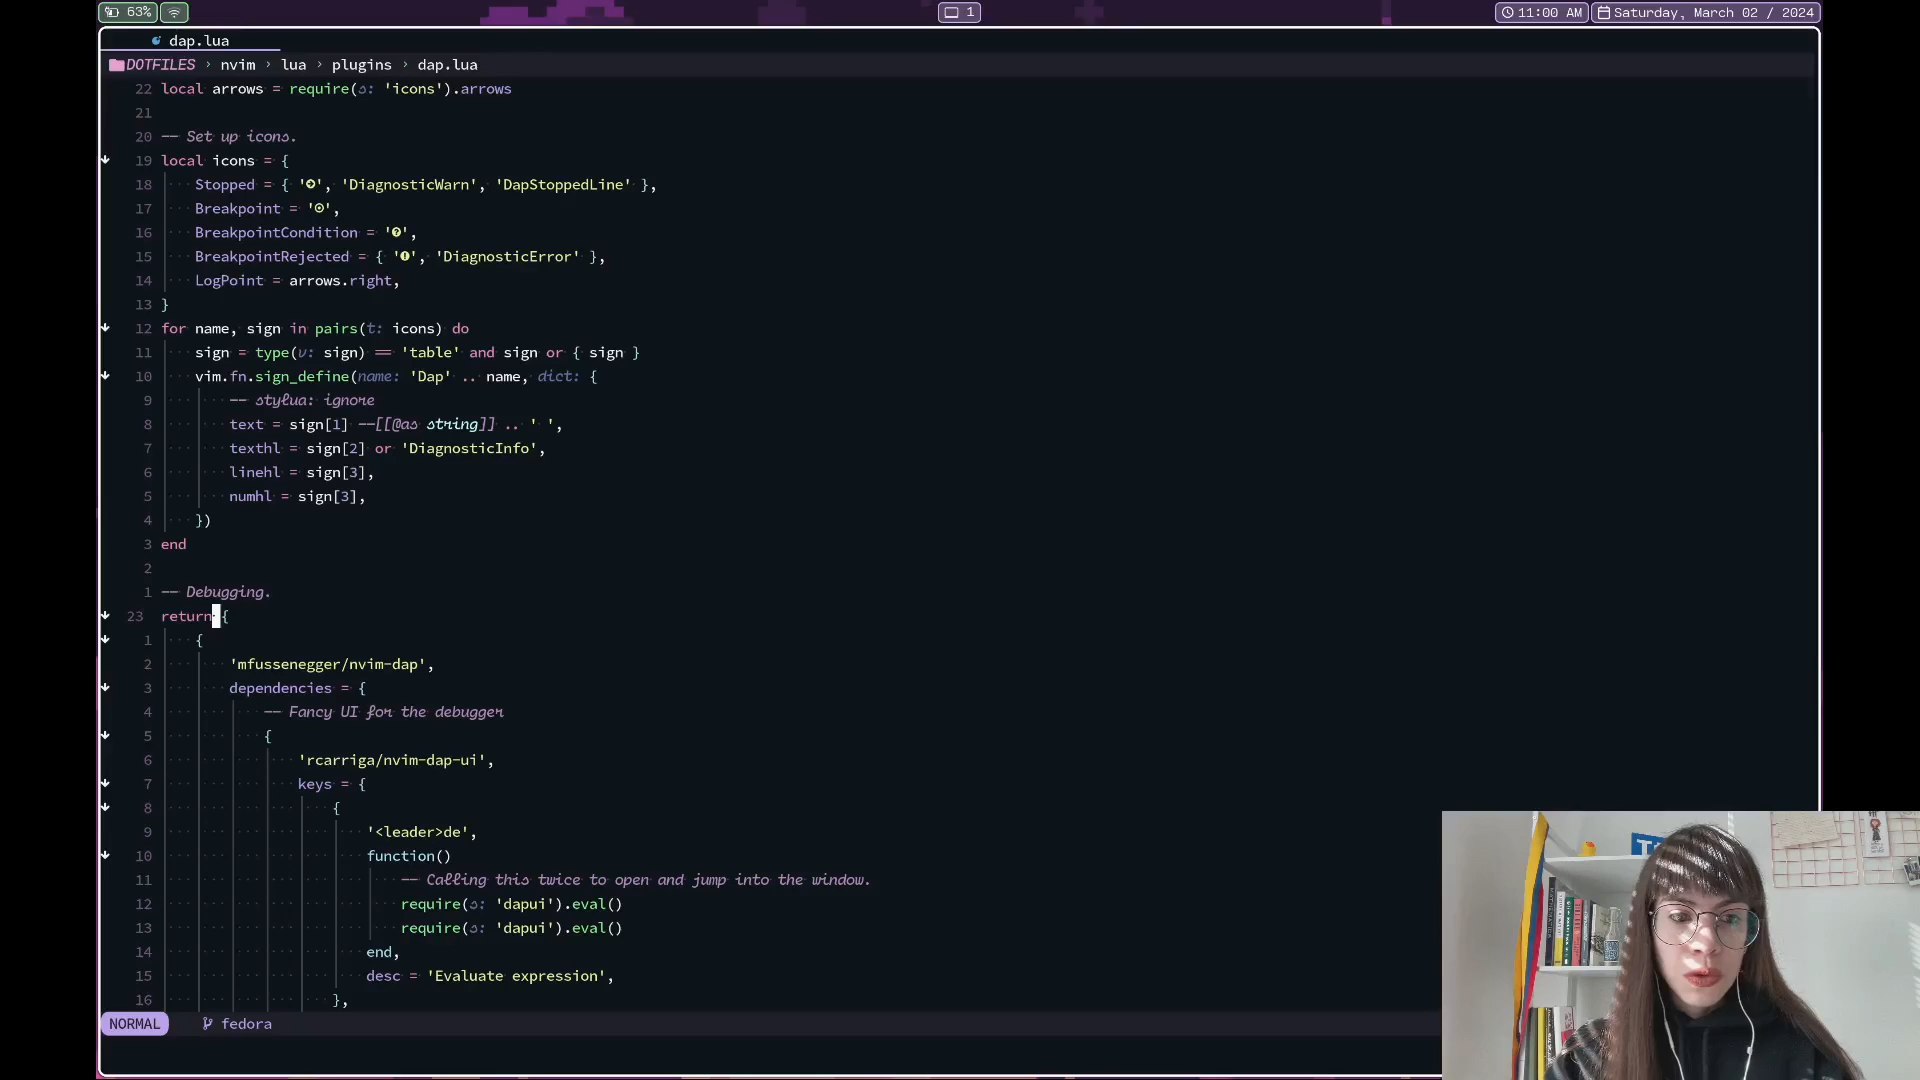 63%
1
11:00 AM
Saturday, March 02 / 2024
dap.lua
DOTFILES › nvim › lua › plugins › dap.lua
22 local arrows = require(s: 'icons').arrows
21
20 -- Set up icons.
19 local icons = {
18 Stopped = { '', 'DiagnosticWarn', 'DapStoppedLine' },
17 Breakpoint = '',
16 BreakpointCondition = '',
15 BreakpointRejected = { '', 'DiagnosticError' },
14 LogPoint = arrows.right,
13 }
12 for name, sign in pairs(t: icons) do
11 sign = type(v: sign) == 'table' and sign or { sign }
10 vim.fn.sign_define(name: 'Dap' .. name, dict: {
9 -- stylua: ignore
8 text = sign[1] --[[@as string]] .. ' ',
7 texthl = sign[2] or 'DiagnosticInfo',
6 linehl = sign[3],
5 numhl = sign[3],
4 })
3 end
2
1 -- Debugging.
23 return {
1 {
2 'mfussenegger/nvim-dap',
3 dependencies = {
4 -- Fancy UI for the debugger
5 {
6 'rcarriga/nvim-dap-ui',
7 keys = {
8 {
9 '<leader>de',
10 function()
11 -- Calling this twice to open and jump into the window.
12 require(s: 'dapui').eval()
13 require(s: 'dapui').eval()
14 end,
15 desc = 'Evaluate expression',
16 },
NORMAL fedora